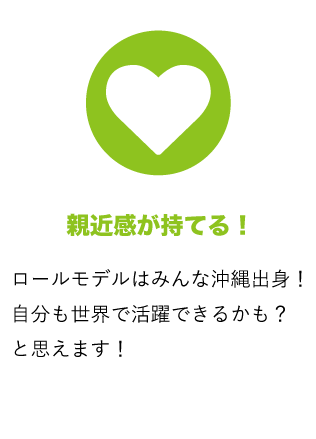 親近感が持てる！
ロールモデルはみんな沖縄出身！
自分も世界で活躍できるかも？
と思えます！